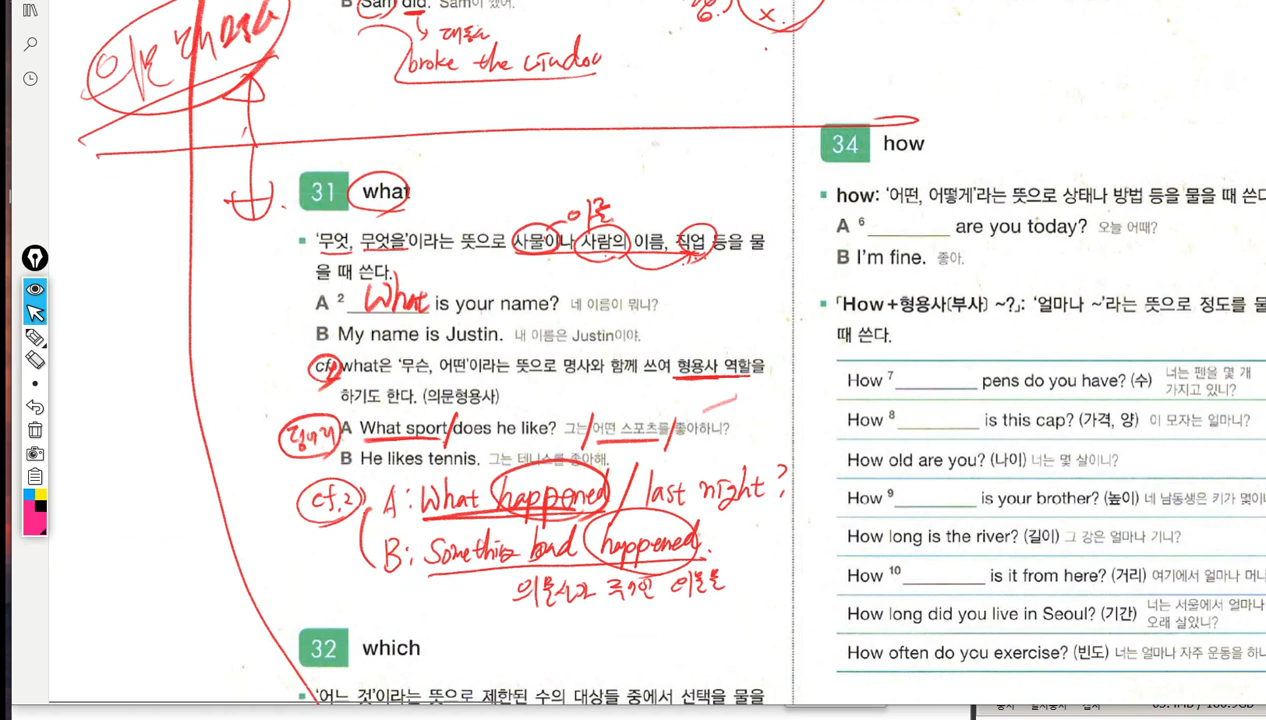 B Sam did. Sam이 했어.
대동사
broke the window
x.
31 what
이름
'무엇, 무엇을'이라는 뜻으로 사물이나 사람의 이름, 직업 등을 물
을 때 쓴다.
A 2 What is your name? 네 이름이 뭐니?
B My name is Justin. 내 이름은 Justin이야.
cf. what은 '무슨, 어떤'이라는 뜻으로 명사와 함께 쓰여 형용사 역할을
하기도 한다. (의문형용사)
덩어리 A What sport / does he like? 그는 / 어떤 스포츠를 / 좋아하니?
B He likes tennis. 그는 테니스를 좋아해.
cf.2) A: What happened / last night?
B: Something bad happened.
의문사가 주어인 의문문
32 which
'어느 것'이라는 뜻으로 제한된 수의 대상들 중에서 선택을 물을
34 how
how: '어떤, 어떻게'라는 뜻으로 상태나 방법 등을 물을 때 쓴다
A 6 ________ are you today? 오늘 어때?
B I'm fine. 좋아.
「How+형용사[부사] ~?」: '얼마나 ~'라는 뜻으로 정도를 물
때 쓴다.
How 7 ________ pens do you have? (수) 너는 펜을 몇 개
가지고 있니?
How 8 ________ is this cap? (가격, 양) 이 모자는 얼마니?
How old are you? (나이) 너는 몇 살이니?
How 9 ________ is your brother? (높이) 네 남동생은 키가 몇이니
How long is the river? (길이) 그 강은 얼마나 기니?
How 10 ________ is it from here? (거리) 여기에서 얼마나 머니
How long did you live in Seoul? (기간) 너는 서울에서 얼마나
오래 살았니?
How often do you exercise? (빈도) 너는 얼마나 자주 운동을 하니